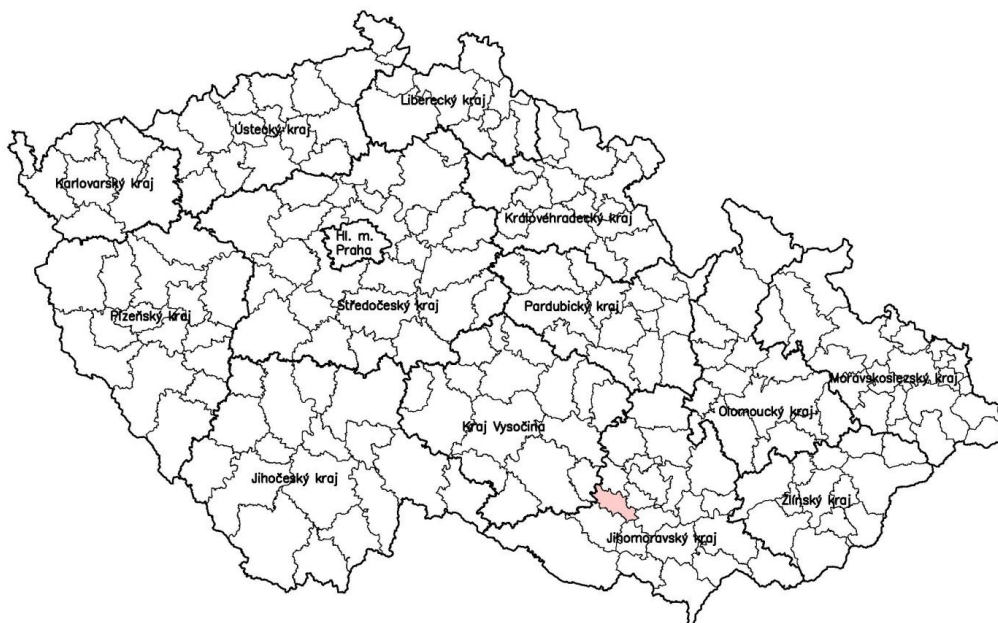 Liberecký kraj
Ústecký kraj
Karlovarský kraj
Královéhradecký kraj
Hl. m.
Praha
Středočeský kraj
Pardubický kraj
Plzeňský kraj
Moravskoslezský kraj
Olomoucký kraj
Kraj Vysočina
Jihočeský kraj
Zlínský kraj
Jihomoravský kraj